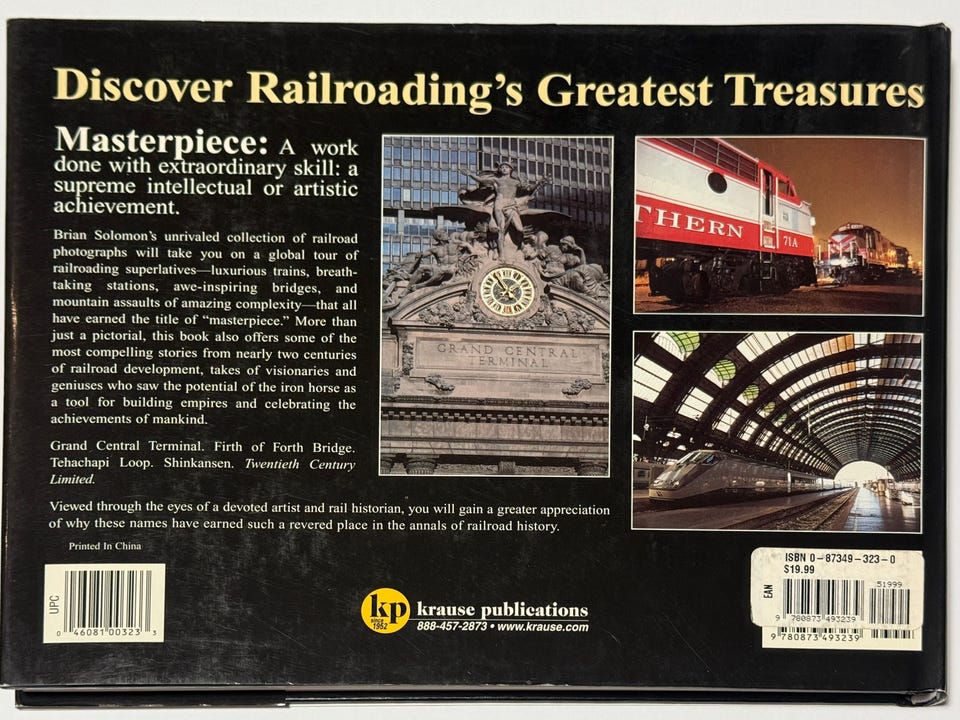 Discover Railroading's Greatest Treasures
Masterpiece: A work
done with extraordinary skill: a
supreme intellectual or artistic
achievement.
Brian Solomon's unrivaled collection of railroad
photographs will take you on a global tour of
railroading superlatives—luxurious trains, breath-
taking stations, awe-inspiring bridges, and
mountain assaults of amazing complexity—that all
have earned the title of "masterpiece." More than
just a pictorial, this book also offers some of the
most compelling stories from nearly two centuries
of railroad development, takes of visionaries and
geniuses who saw the potential of the iron horse as
a tool for building empires and celebrating the
achievements of mankind.
Grand Central Terminal. Firth of Forth Bridge.
Tehachapi Loop. Shinkansen. Twentieth Century
Limited.
Viewed through the eyes of a devoted artist and rail historian, you will gain a greater appreciation
of why these names have earned such a revered place in the annals of railroad history.
Printed In China
GRAND CENTRAL
TERMINAL
THERN
71A
UPC
0 46081 00323 3
kp
since
1952
krause publications
888-457-2873 • www.krause.com
ISBN 0-87349-323-0
$19.99
EAN
51999
9 780873 493239
9 780873 493239